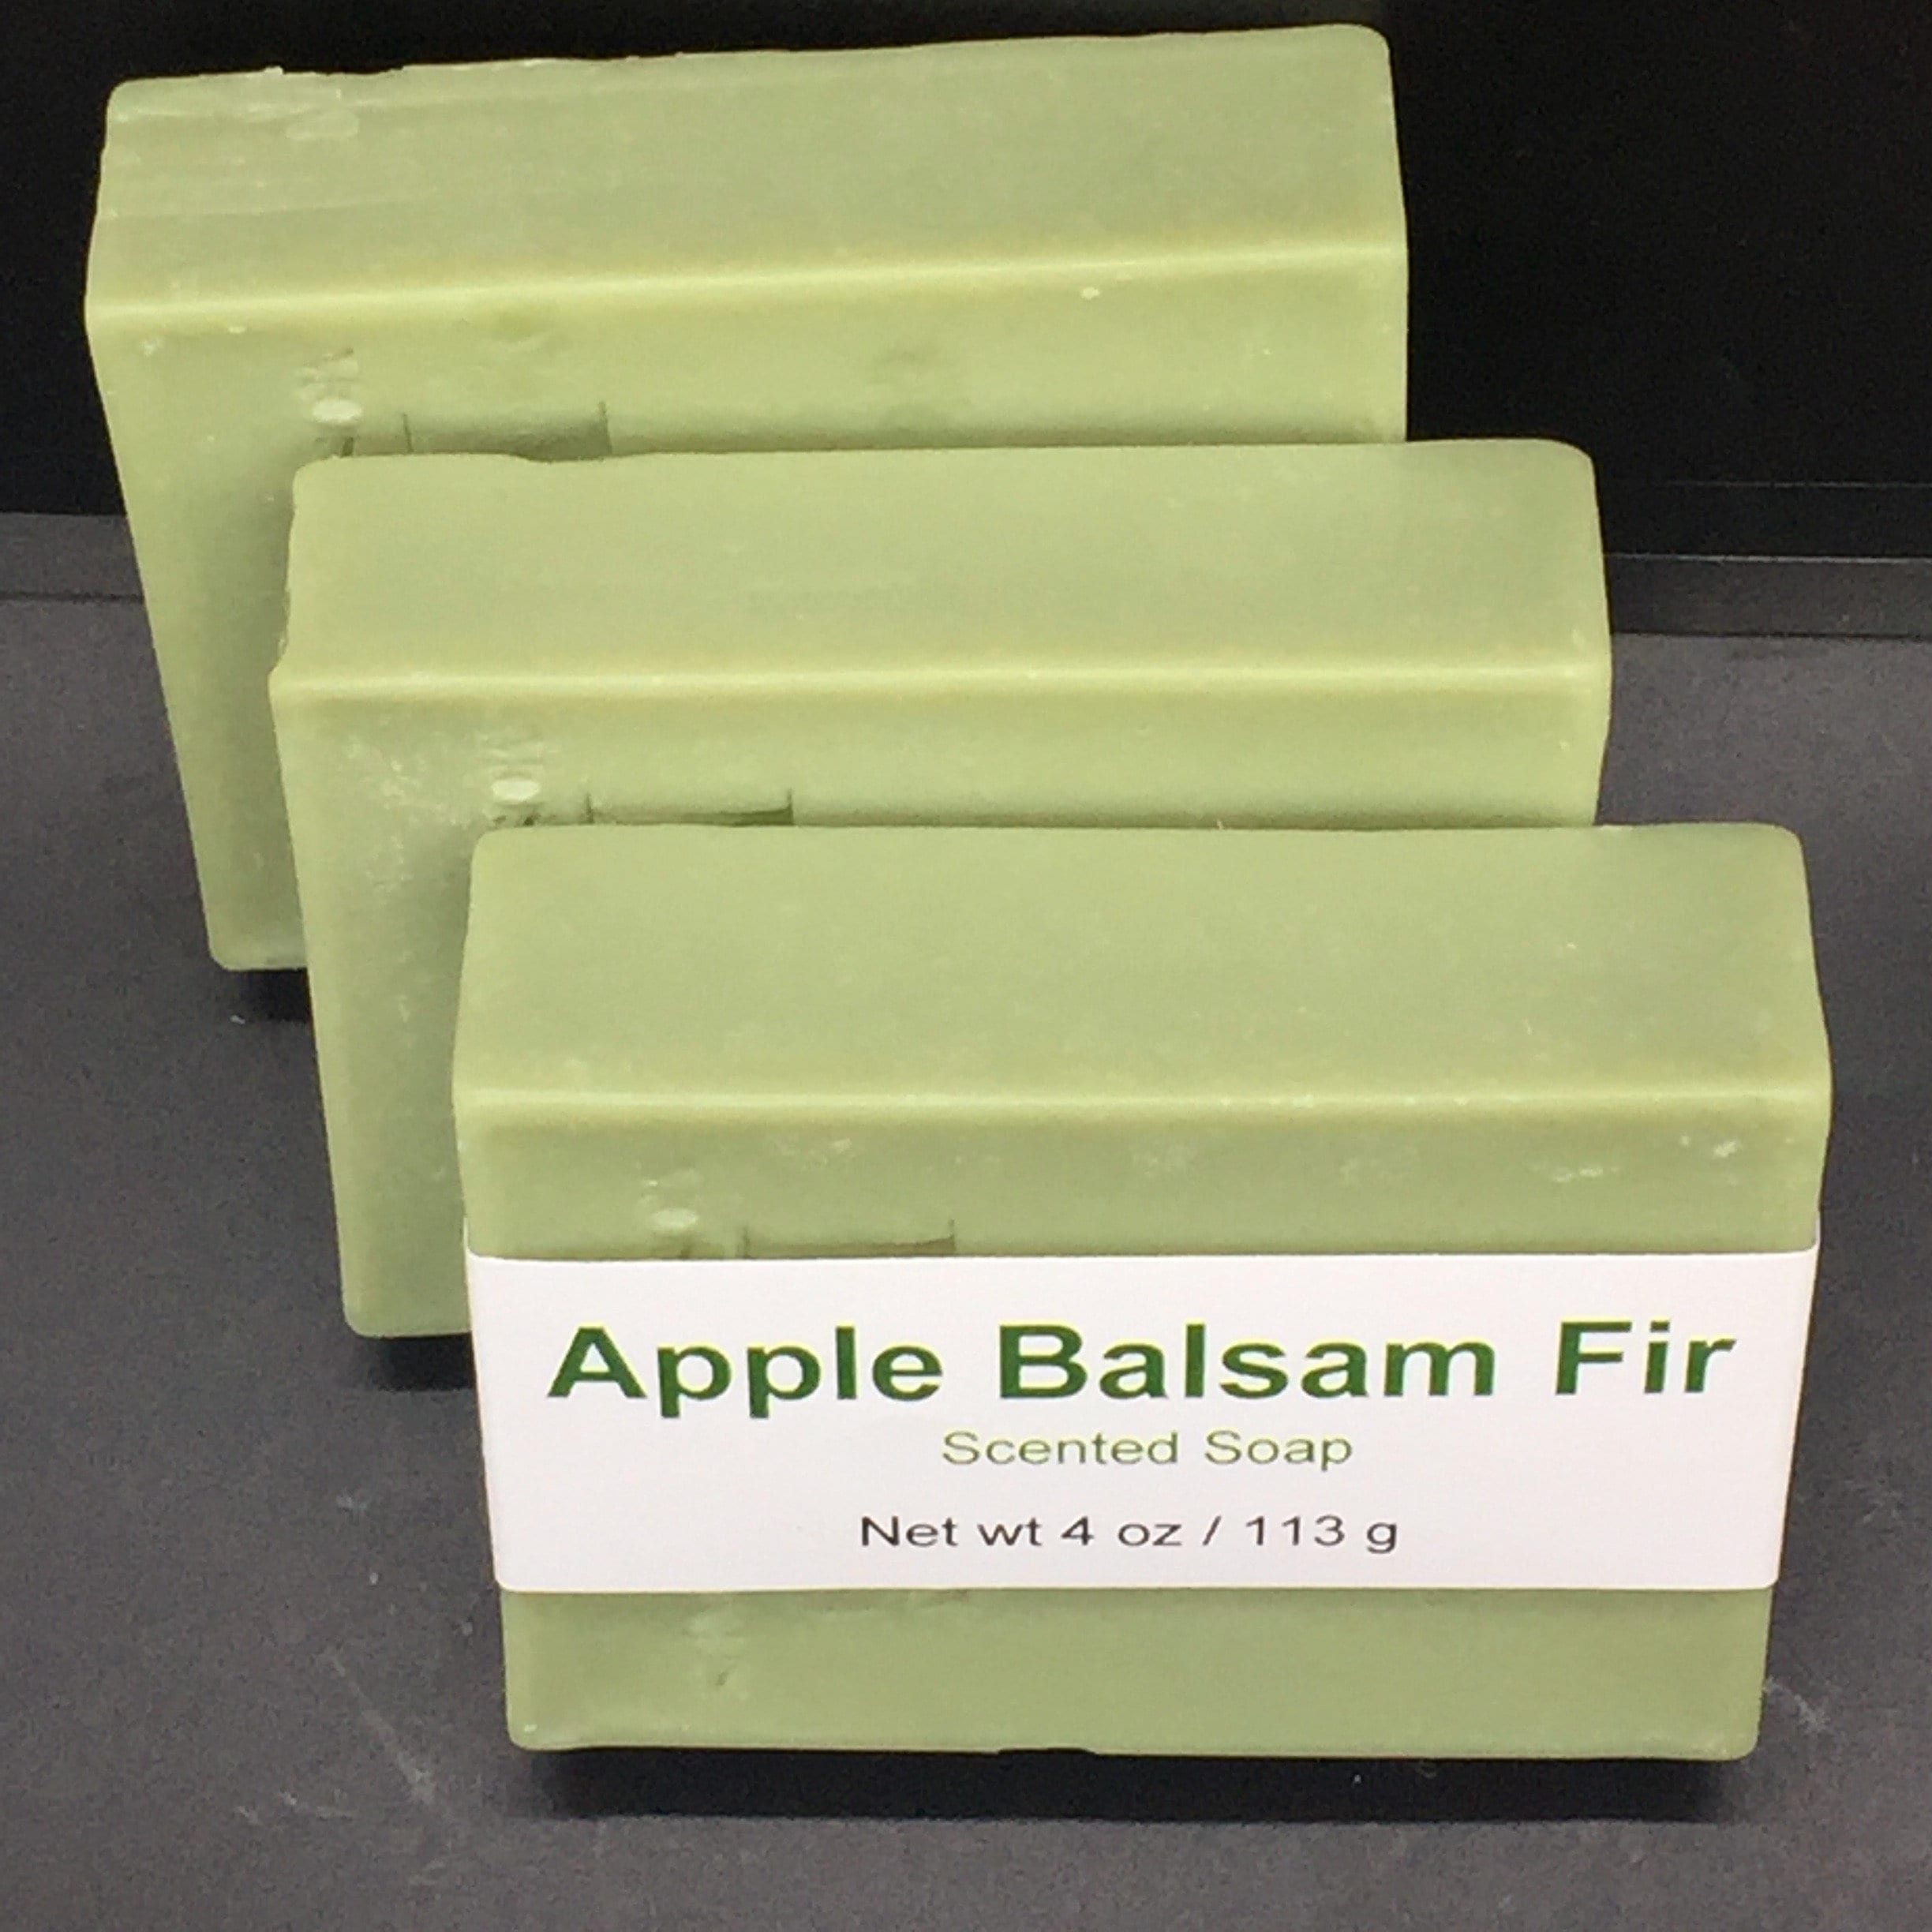 Apple Balsam Fir
Scented Soap
Net wt 4 oz / 113 g